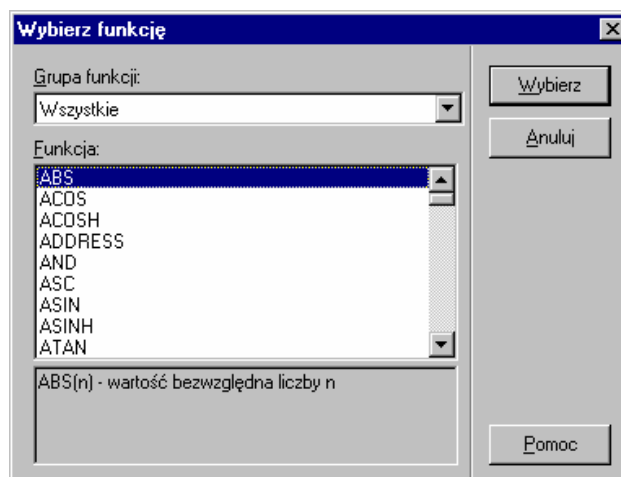 Wybierz funkcję
Grupa funkcji:
Wszystkie
Funkcja:
ABS
ACOS
ACOSH
ADDRESS
AND
ASC
ASIN
ASINH
ATAN
ABS(n) - wartość bezwzględna liczby n
Wybierz
Anuluj
Pomoc